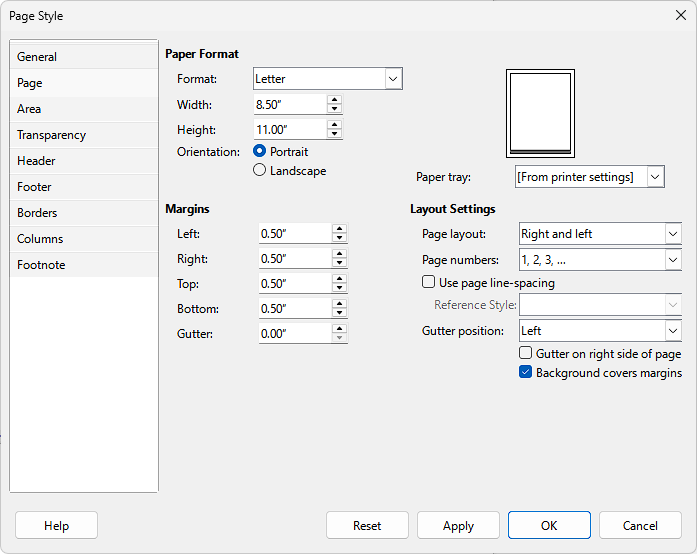 Page Style
General
Page
Area
Transparency
Header
Footer
Borders
Columns
Footnote
Paper Format
Format: Letter
Width: 8.50"
Height: 11.00"
Orientation: Portrait
Landscape
Paper tray: [From printer settings]
Margins
Left: 0.50"
Right: 0.50"
Top: 0.50"
Bottom: 0.50"
Gutter: 0.00"
Layout Settings
Page layout: Right and left
Page numbers: 1, 2, 3, ...
Use page line-spacing
Reference Style:
Gutter position: Left
Gutter on right side of page
Background covers margins
Help Reset Apply OK Cancel